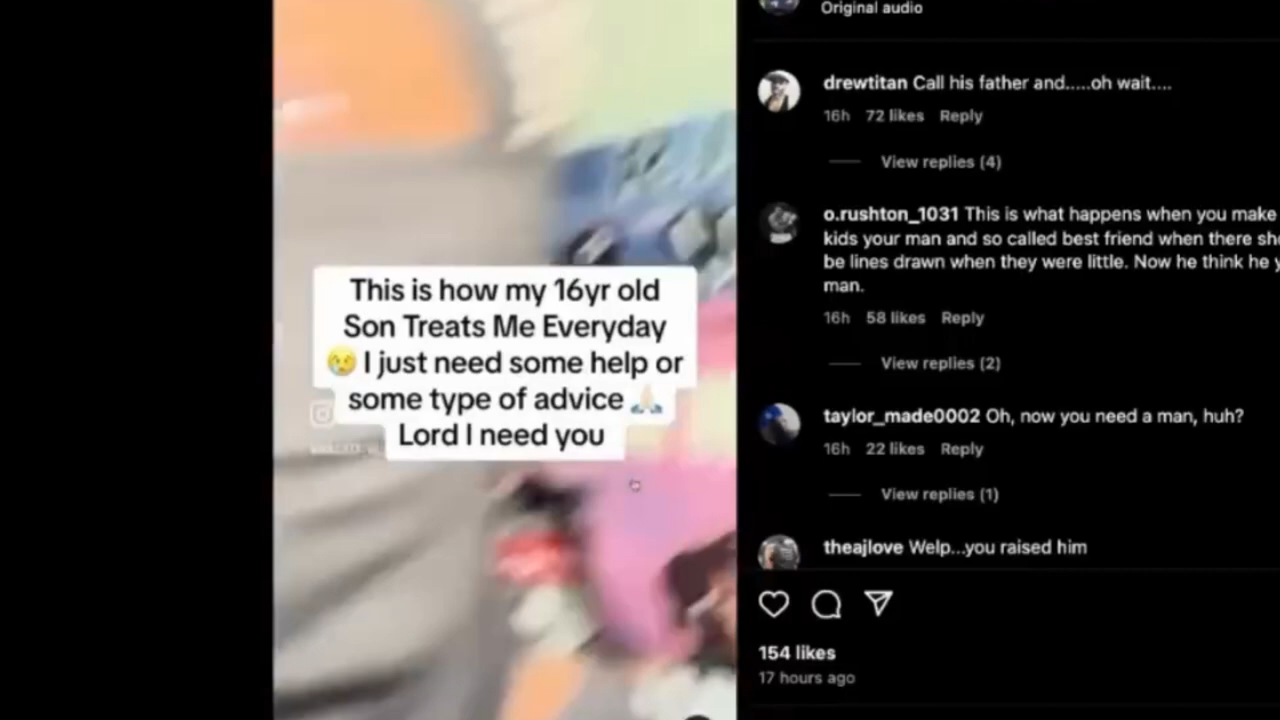 This is how my 16yr old
Son Treats Me Everyday
😢 I just need some help or
some type of advice 🙏🏻
Lord I need you
Original audio
drewtitan Call his father and.....oh wait....
16h 72 likes Reply
View replies (4)
o.rushton_1031 This is what happens when you make
kids your man and so called best friend when there
be lines drawn when they were little. Now he think he
man.
16h 58 likes Reply
View replies (2)
taylor_made0002 Oh, now you need a man, huh?
16h 22 likes Reply
View replies (1)
theajlove Welp...you raised him
154 likes
17 hours ago